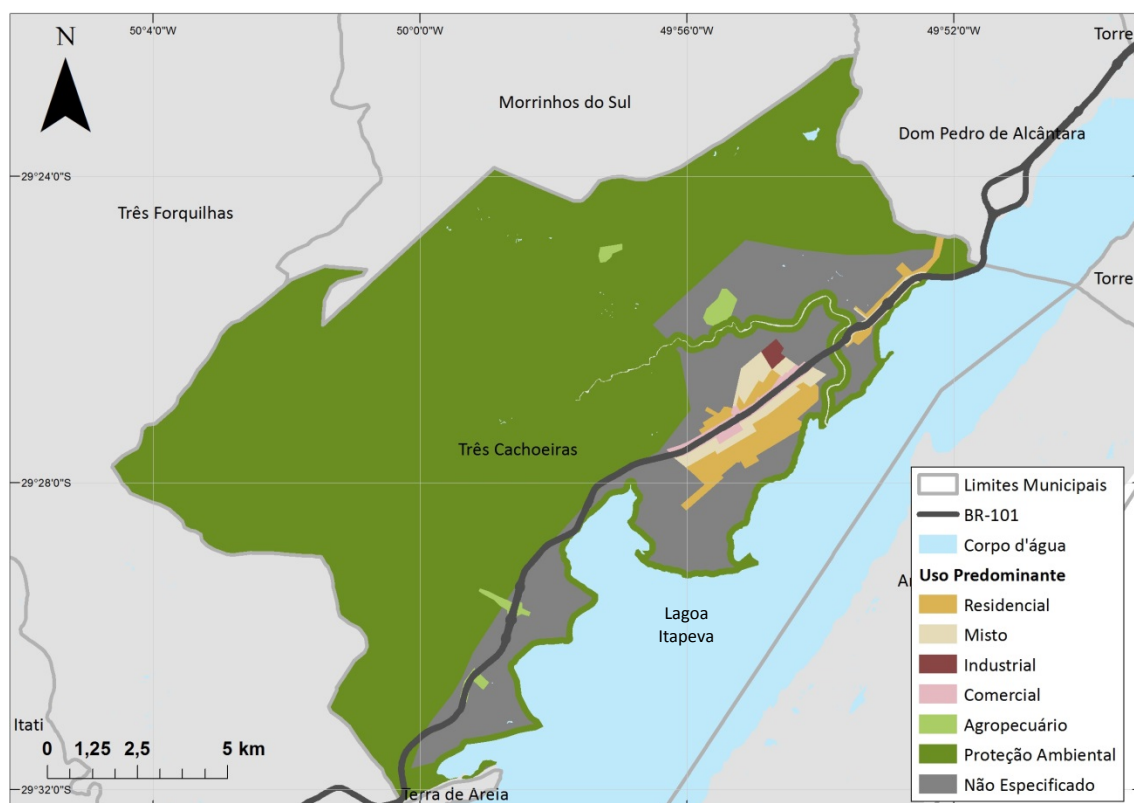 50°4'0"W
50°0'0"W
49°56'0"W
49°52'0"W
Torre
N
Morrinhos do Sul
Dom Pedro de Alcântara
29°24'0"S
Três Forquilhas
Torre
Três Cachoeiras
29°28'0"S
Lagoa
Itapeva
Limites Municipais
BR-101
Corpo d'água
Uso Predominante
Residencial
Misto
Industrial
Comercial
Agropecuário
Proteção Ambiental
Não Especificado
Itati
0 1,25 2,5 5 km
29°32'0"S
Terra de Areia